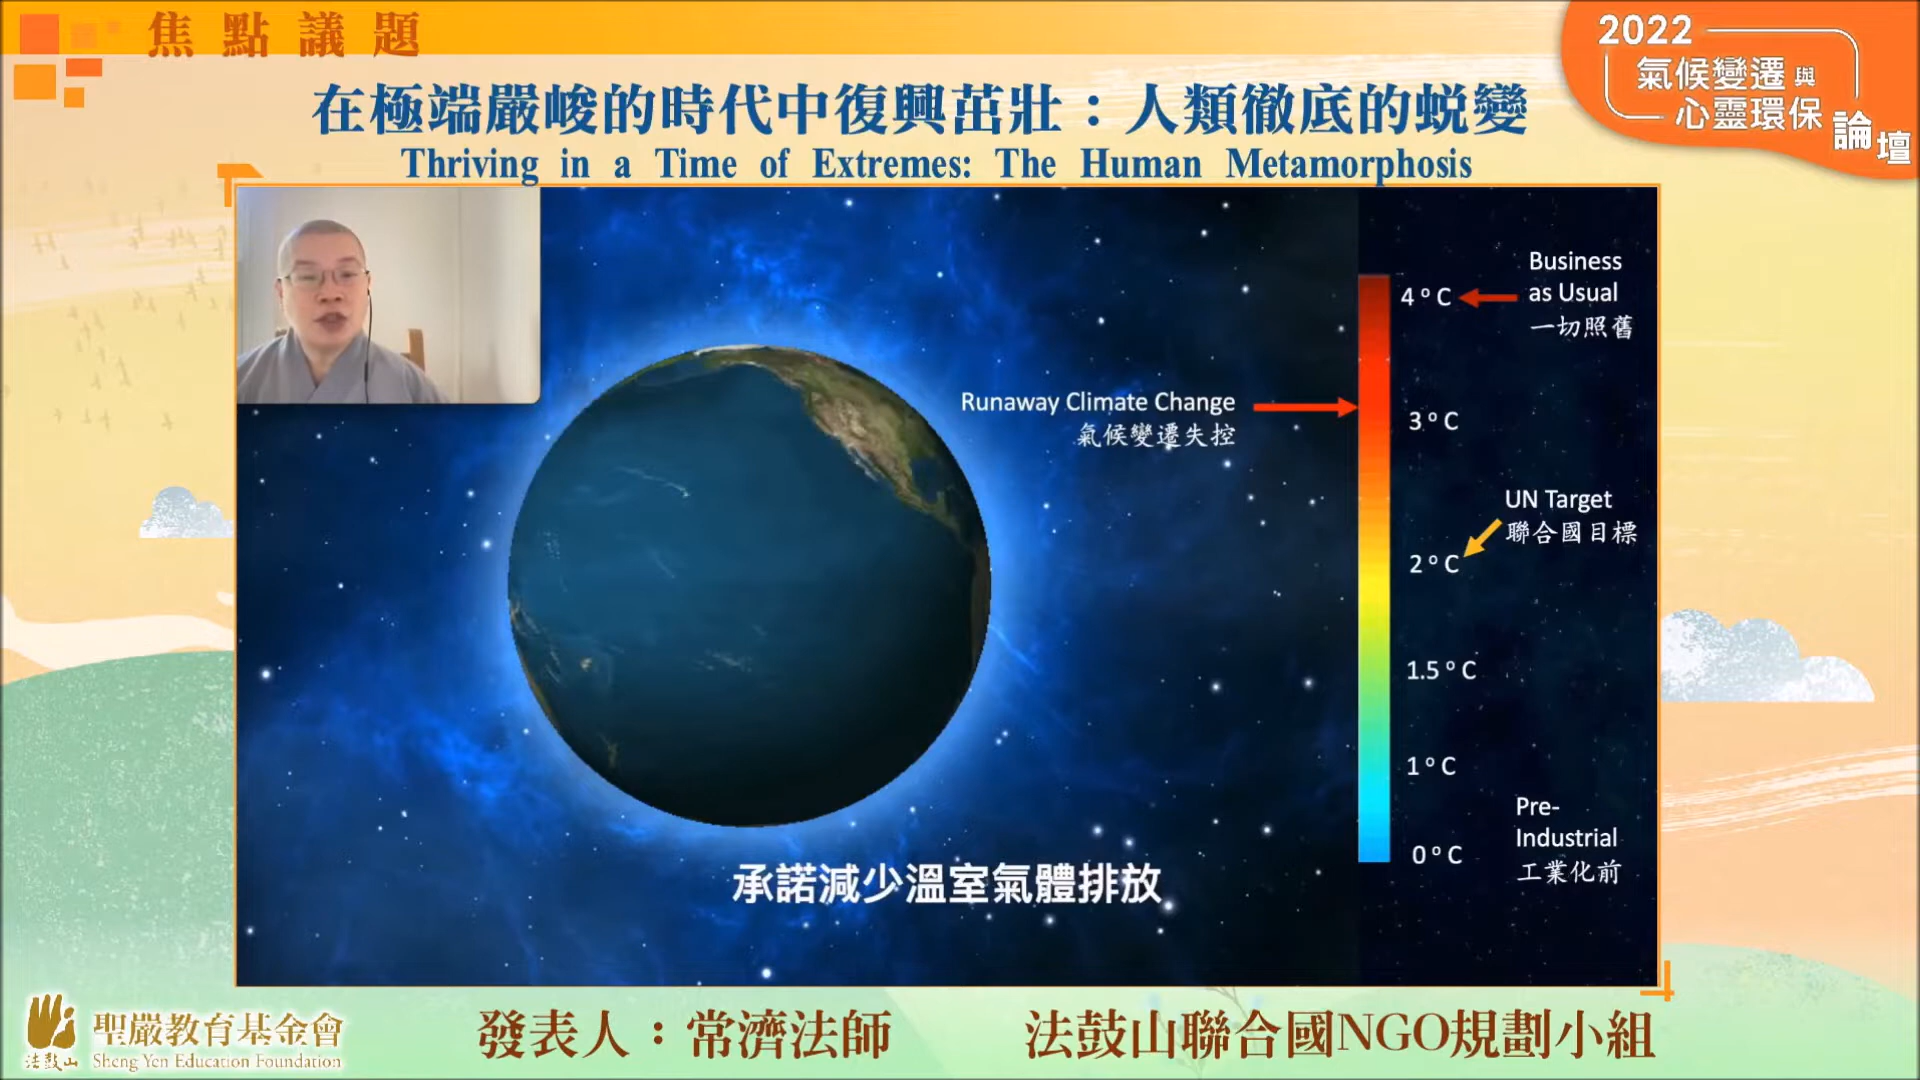 焦點議題
2022
氣候變遷與
心靈環保
論壇
在極端嚴峻的時代中復興茁壯：人類徹底的蛻變
Thriving in a Time of Extremes: The Human Metamorphosis
Business
as Usual
一切照舊
4°C
Runaway Climate Change
氣候變遷失控
3°C
UN Target
聯合國目標
2°C
1.5°C
1°C
Pre-
Industrial
工業化前
0°C
承諾減少溫室氣體排放
法鼓山
聖嚴教育基金會
Sheng Yen Education Foundation
發表人：常濟法師
法鼓山聯合國NGO規劃小組